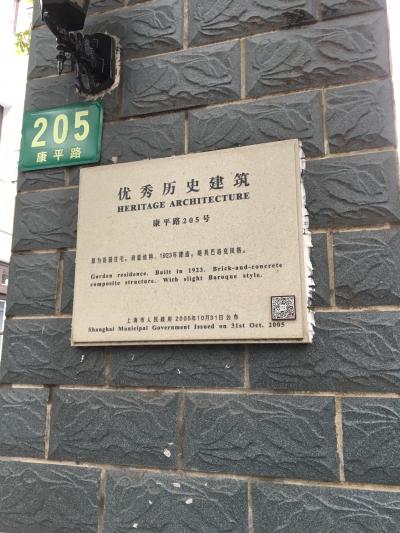 205
康平路
优秀历史建筑
HERITAGE ARCHITECTURE
康平路205号
原为花园住宅。砖混结构，1923年建造。略具巴洛克风格。
Garden residence. Built in 1923. Brick-and-concrete
composite structure. With slight Baroque style.
上海市人民政府 2005年10月31日公布
Shanghai Municipal Government Issued on 31st Oct. 2005